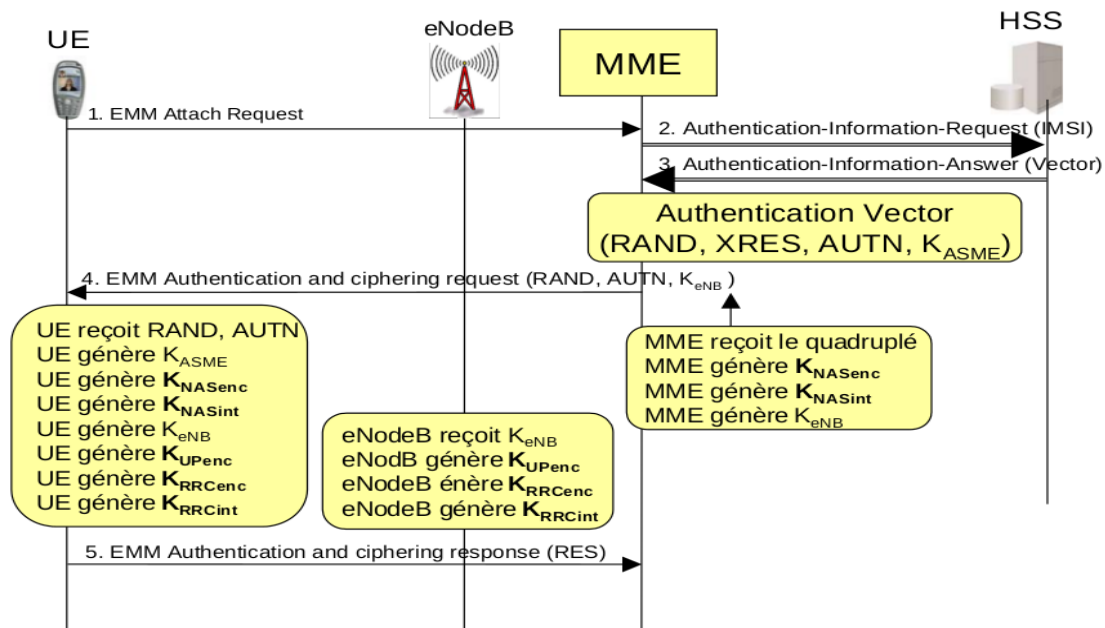 UE
eNodeB
MME
HSS
1. EMM Attach Request
2. Authentication-Information-Request (IMSI)
3. Authentication-Information-Answer (Vector)
Authentication Vector
(RAND, XRES, AUTN, KASME)
4. EMM Authentication and ciphering request (RAND, AUTN, KeNB )
UE reçoit RAND, AUTN
UE génère KASME
UE génère KNASenc
UE génère KNASint
UE génère KeNB
UE génère KUPenc
UE génère KRRCenc
UE génère KRRCint
eNodeB reçoit KeNB
eNodB génère KUPenc
eNodeB énère KRRCenc
eNodeB génère KRRCint
MME reçoit le quadruplé
MME génère KNASenc
MME génère KNASint
MME génère KeNB
5. EMM Authentication and ciphering response (RES)